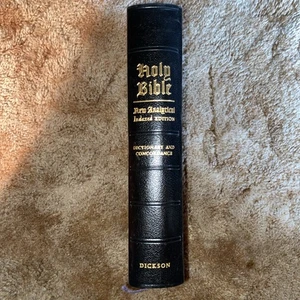 Holy
Bible
New Analytical
Indexed EDITION
DICTIONARY AND
CONCORDANCE
DICKSON